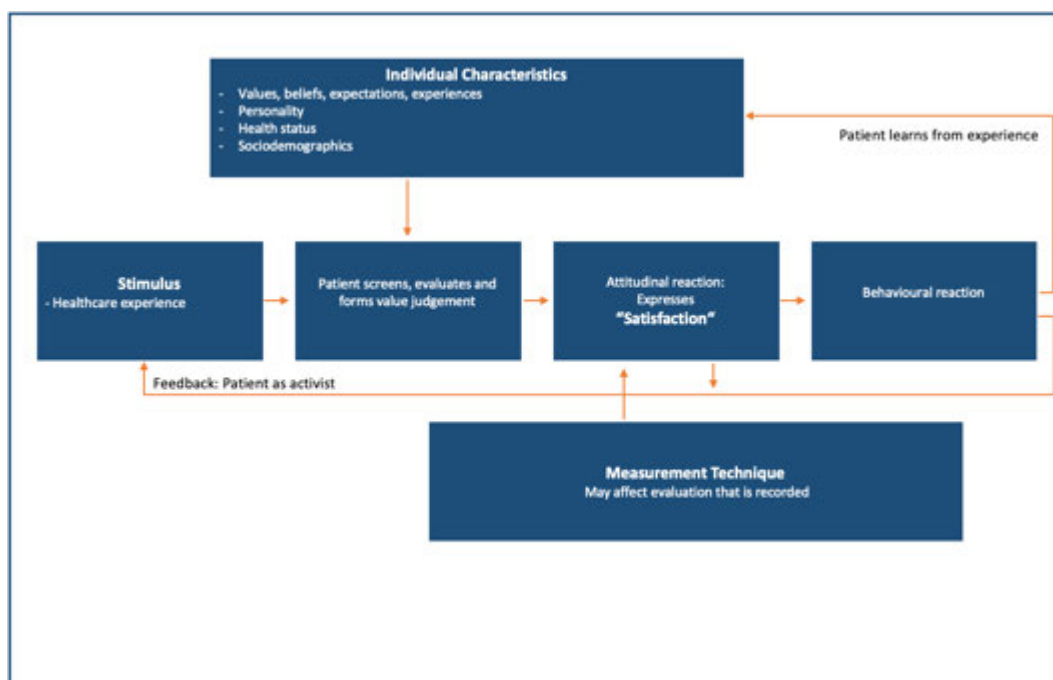 Individual Characteristics
- Values, beliefs, expectations, experiences
- Personality
- Health status
- Sociodemographics
Patient learns from experience
Stimulus
- Healthcare experience
Patient screens, evaluates and
forms value judgement
Attitudinal reaction:
Expresses
"Satisfaction"
Behavioural reaction
Feedback: Patient as activist
Measurement Technique
May affect evaluation that is recorded